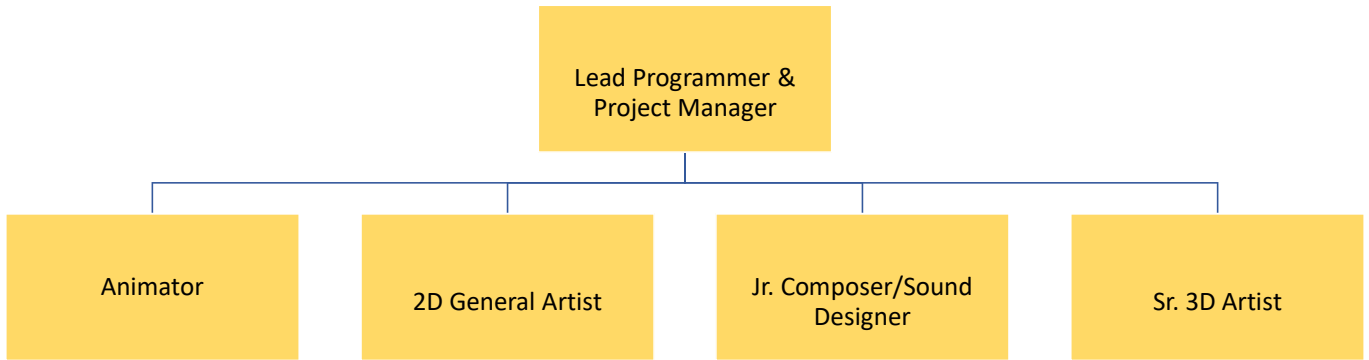 Lead Programmer &
Project Manager
Animator
2D General Artist
Jr. Composer/Sound
Designer
Sr. 3D Artist